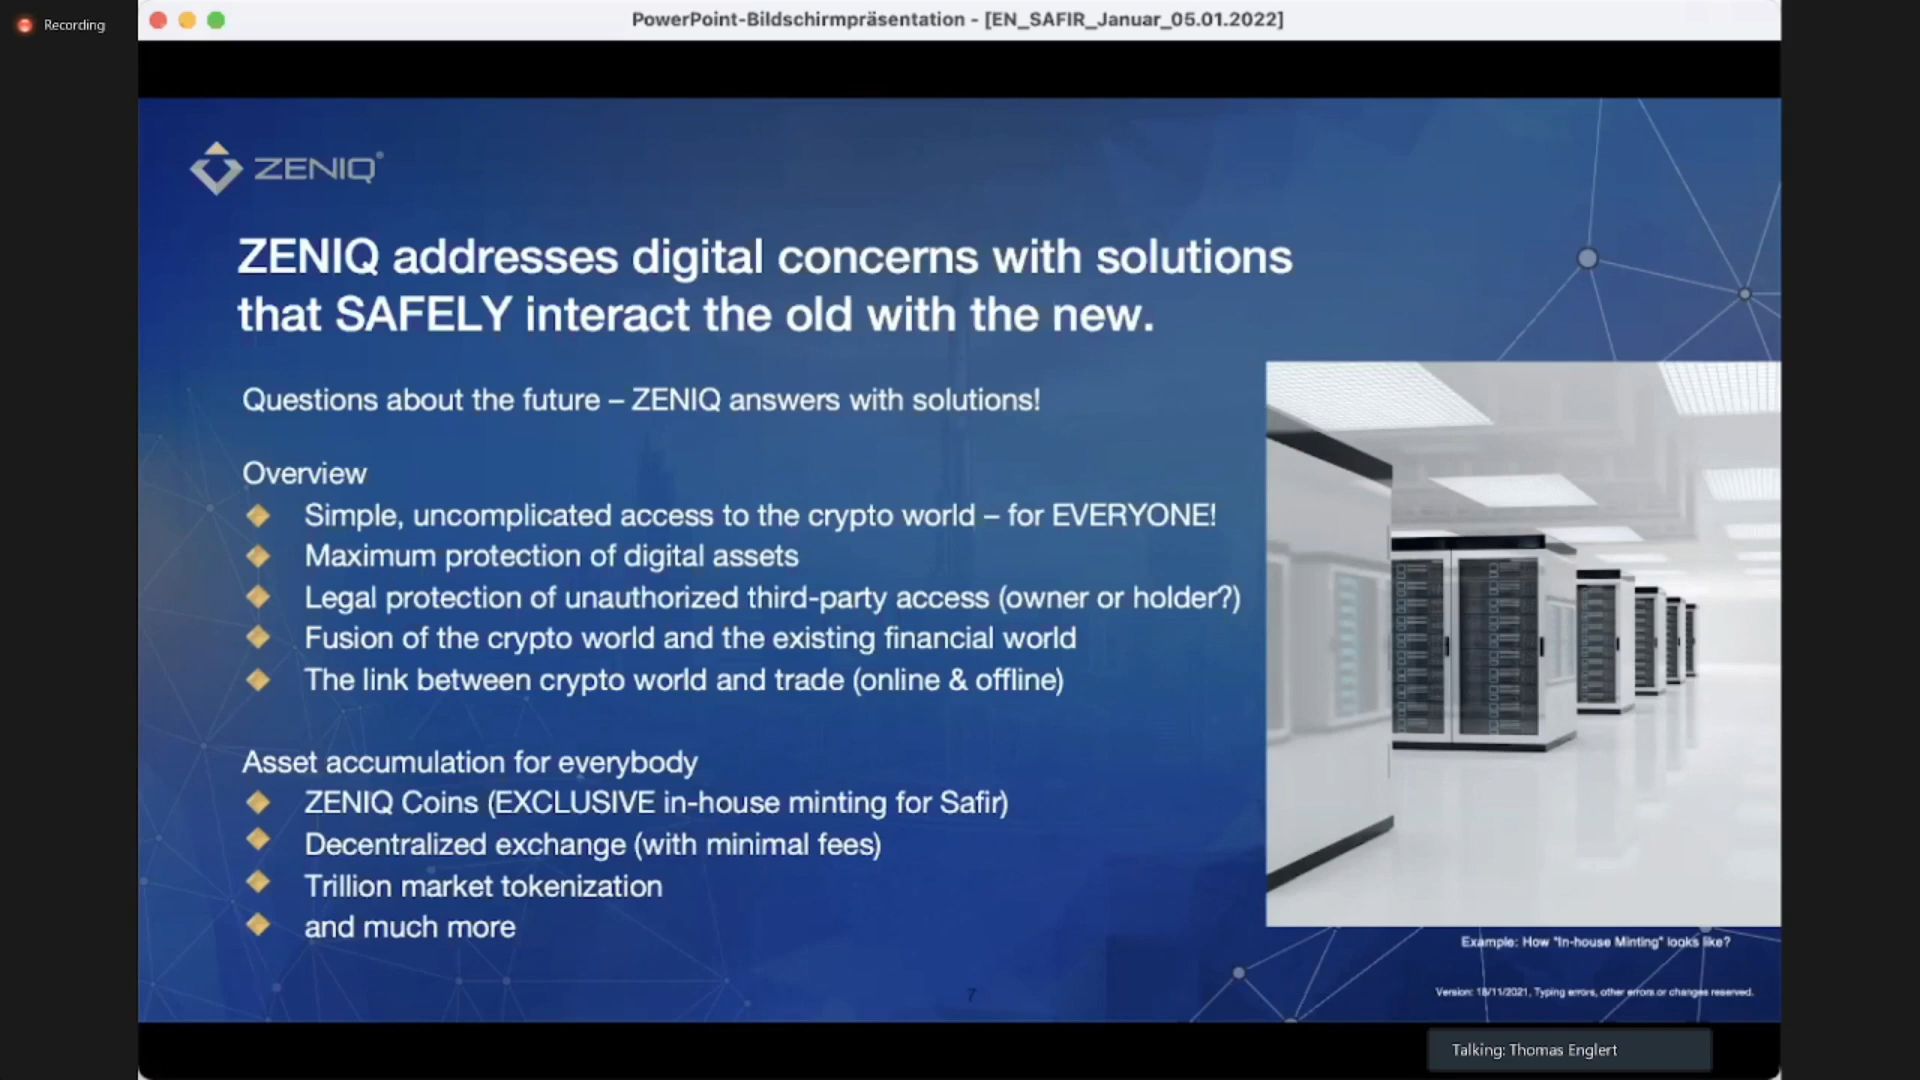 Recording
PowerPoint-Bildschirmpräsentation - [EN_SAFIR_Januar_05.01.2022]
ZENIQ®
ZENIQ addresses digital concerns with solutions
that SAFELY interact the old with the new.
Questions about the future – ZENIQ answers with solutions!
Overview
Simple, uncomplicated access to the crypto world – for EVERYONE!
Maximum protection of digital assets
Legal protection of unauthorized third-party access (owner or holder?)
Fusion of the crypto world and the existing financial world
The link between crypto world and trade (online & offline)
Asset accumulation for everybody
ZENIQ Coins (EXCLUSIVE in-house minting for Safir)
Decentralized exchange (with minimal fees)
Trillion market tokenization
and much more
Example: How "In-house Minting" looks like?
7
Version: 18/11/2021, Typing errors, other errors or changes reserved.
Talking: Thomas Englert